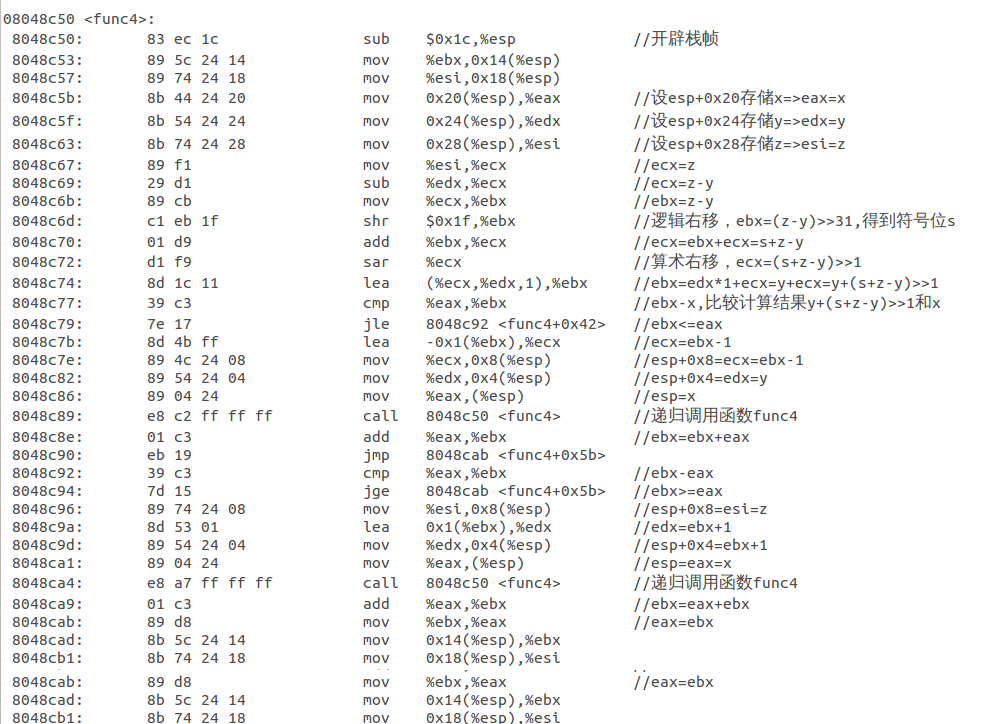 08048c50 <func4>:
8048c50: 83 ec 1c sub $0x1c,%esp //开辟栈帧
8048c53: 89 5c 24 14 mov %ebx,0x14(%esp)
8048c57: 89 74 24 18 mov %esi,0x18(%esp)
8048c5b: 8b 44 24 20 mov 0x20(%esp),%eax //设esp+0x20存储x=>eax=x
8048c5f: 8b 54 24 24 mov 0x24(%esp),%edx //设esp+0x24存储y=>edx=y
8048c63: 8b 74 24 28 mov 0x28(%esp),%esi //设esp+0x28存储z=>esi=z
8048c67: 89 f1 mov %esi,%ecx //ecx=z
8048c69: 29 d1 sub %edx,%ecx //ecx=z-y
8048c6b: 89 cb mov %ecx,%ebx //ebx=z-y
8048c6d: c1 eb 1f shr $0x1f,%ebx //逻辑右移，ebx=(z-y)>>31,得到符号位s
8048c70: 01 d9 add %ebx,%ecx //ecx=ebx+ecx=s+z-y
8048c72: d1 f9 sar %ecx //算术右移，ecx=(s+z-y)>>1
8048c74: 8d 1c 11 lea (%ecx,%edx,1),%ebx //ebx=edx*1+ecx=y+ecx=y+(s+z-y)>>1
8048c77: 39 c3 cmp %eax,%ebx //ebx-x,比较计算结果y+(s+z-y)>>1和x
8048c79: 7e 17 jle 8048c92 <func4+0x42> //ebx<=eax
8048c7b: 8d 4b ff lea -0x1(%ebx),%ecx //ecx=ebx-1
8048c7e: 89 4c 24 08 mov %ecx,0x8(%esp) //esp+0x8=ecx=ebx-1
8048c82: 89 54 24 04 mov %edx,0x4(%esp) //esp+0x4=edx=y
8048c86: 89 04 24 mov %eax,(%esp) //esp=x
8048c89: e8 c2 ff ff ff call 8048c50 <func4> //递归调用函数func4
8048c8e: 01 c3 add %eax,%ebx //ebx=ebx+eax
8048c90: eb 19 jmp 8048cab <func4+0x5b>
8048c92: 39 c3 cmp %eax,%ebx //ebx-eax
8048c94: 7d 15 jge 8048cab <func4+0x5b> //ebx>=eax
8048c96: 89 74 24 08 mov %esi,0x8(%esp) //esp+0x8=esi=z
8048c9a: 8d 53 01 lea 0x1(%ebx),%edx //edx=ebx+1
8048c9d: 89 54 24 04 mov %edx,0x4(%esp) //esp+0x4=ebx+1
8048ca1: 89 04 24 mov %eax,(%esp) //esp=eax=x
8048ca4: e8 a7 ff ff ff call 8048c50 <func4> //递归调用函数func4
8048ca9: 01 c3 add %eax,%ebx //ebx=eax+ebx
8048cab: 89 d8 mov %ebx,%eax //eax=ebx
8048cad: 8b 5c 24 14 mov 0x14(%esp),%ebx
8048cb1: 8b 74 24 18 mov 0x18(%esp),%esi
8048cab: 89 d8 mov %ebx,%eax //eax=ebx
8048cad: 8b 5c 24 14 mov 0x14(%esp),%ebx
8048cb1: 8b 74 24 18 mov 0x18(%esp),%esi